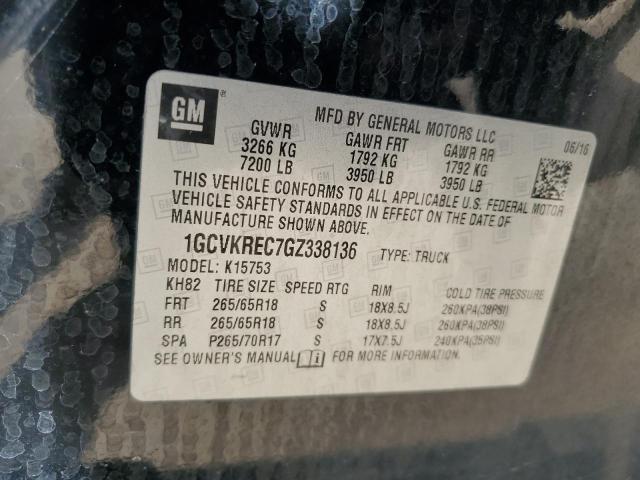 GM ®
MFD BY GENERAL MOTORS LLC
06/16
GVWR GAWR FRT GAWR RR
3266 KG 1792 KG 1792 KG
7200 LB 3950 LB 3950 LB
THIS VEHICLE CONFORMS TO ALL APPLICABLE U.S. FEDERAL MOTOR
VEHICLE SAFETY STANDARDS IN EFFECT ON THE DATE OF
MANUFACTURE SHOWN ABOVE.
1GCVKREC7GZ338136 TYPE: TRUCK
MODEL: K15753
KH82 TIRE SIZE SPEED RTG RIM COLD TIRE PRESSURE
FRT 265/65R18 S 18X8.5J 260KPA(38PSI)
RR 265/65R18 S 18X8.5J 260KPA(38PSI)
SPA P265/70R17 S 17X7.5J 240KPA(35PSI)
SEE OWNER'S MANUAL i FOR MORE INFORMATION.